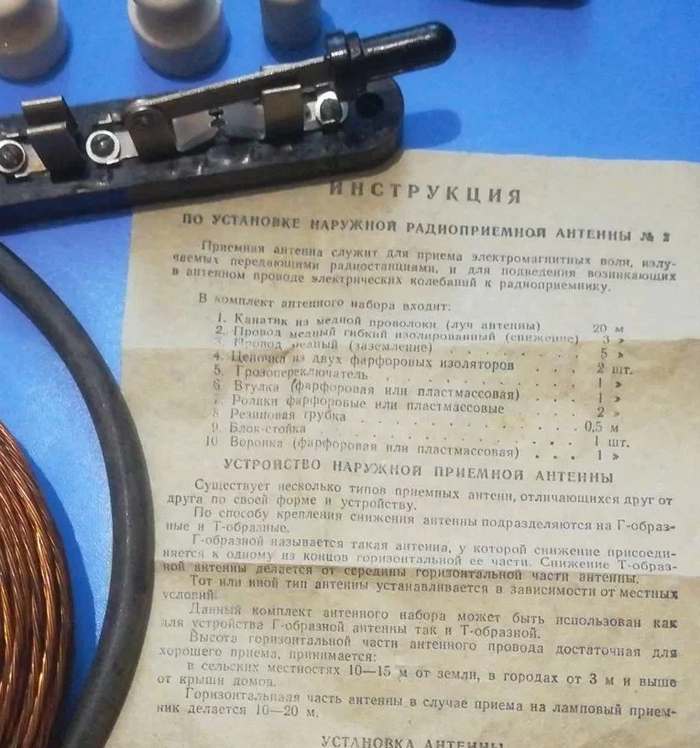 ИНСТРУКЦИЯ
ПО УСТАНОВКЕ НАРУЖНОЙ РАДИОПРИЕМНОЙ АНТЕННЫ № 2
Приемная антенна служит для приема электромагнитных волн, излу-
чаемых передающими радиостанциями, и для подведения возникающих
в антенном проводе электрических колебаний к радиоприемнику.
В комплект антенного набора входит:
1. Канатик из медной проволоки (луч антенны) 20 м
2. Провод медный гибкий изолированный (снижение) 3 »
3. Провод медный (заземление) . . . . 5 »
4. Цепочка из двух фарфоровых изоляторов . . . 2 шт.
5. Грозопереключатель . . . . . . 1 »
6 Втулка (фарфоровая или пластмассовая) . . . 1 »
7. Ролики фарфоровые или пластмассовые . . . 2 »
8 Резиновая трубка . . . . . . 0,5 м
9. Блок-стойка . . . . . . 1 шт.
10 Воронка (фарфоровая или пластмассовая) . . . 1 »
УСТРОЙСТВО НАРУЖНОЙ ПРИЕМНОЙ АНТЕННЫ
Существует несколько типов приемных антенн, отличающихся друг от
друга по своей форме и устройству.
По способу крепления снижения антенны подразделяются на Г-образ-
ные и Т-образные.
Г-образной называется такая антенна, у которой снижение присоеди-
няется к одному из концов горизонтальной ее части. Снижение Т-образ-
ной антенны делается от середины горизонтальной части антенны.
Тот или иной тип антенны устанавливается в зависимости от местных
условий.
Данный комплект антенного набора может быть использован как
для устройства Г-образной антенны так и Т-образной.
Высота горизонтальной части антенного провода достаточная для
хорошего приема, принимается:
в сельских местностях 10—15 м от земли, в городах от 3 м и выше
от крыши домов.
Горизонтальная часть антенны в случае приема на ламповый прием-
ник делается 10—20 м.
УСТАНОВКА АНТЕННЫ